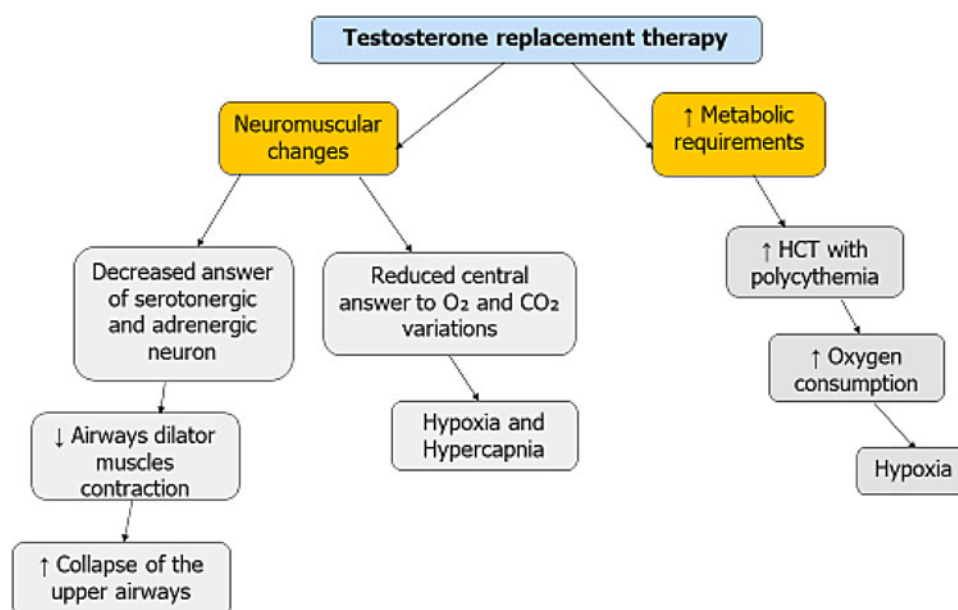 Testosterone replacement therapy
Neuromuscular
changes
↑ Metabolic
requirements
Decreased answer
of serotonergic
and adrenergic
neuron
Reduced central
answer to O₂ and CO₂
variations
↑ HCT with
polycythemia
↑ Oxygen
consumption
↓ Airways dilator
muscles
contraction
Hypoxia and
Hypercapnia
Hypoxia
↑ Collapse of the
upper airways